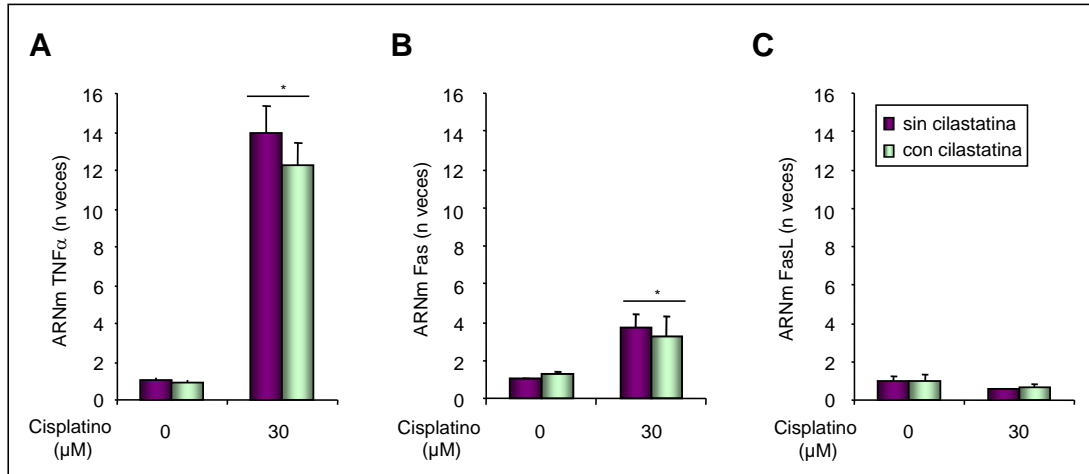 A
*
ARNm TNFα (n veces)
16
14
12
10
8
6
4
2
0
Cisplatino
(µM)
0
30
B
*
ARNm Fas (n veces)
16
14
12
10
8
6
4
2
0
Cisplatino
(µM)
0
30
C
ARNm FasL (n veces)
16
14
12
10
8
6
4
2
0
sin cilastatina
con cilastatina
Cisplatino
(µM)
0
30